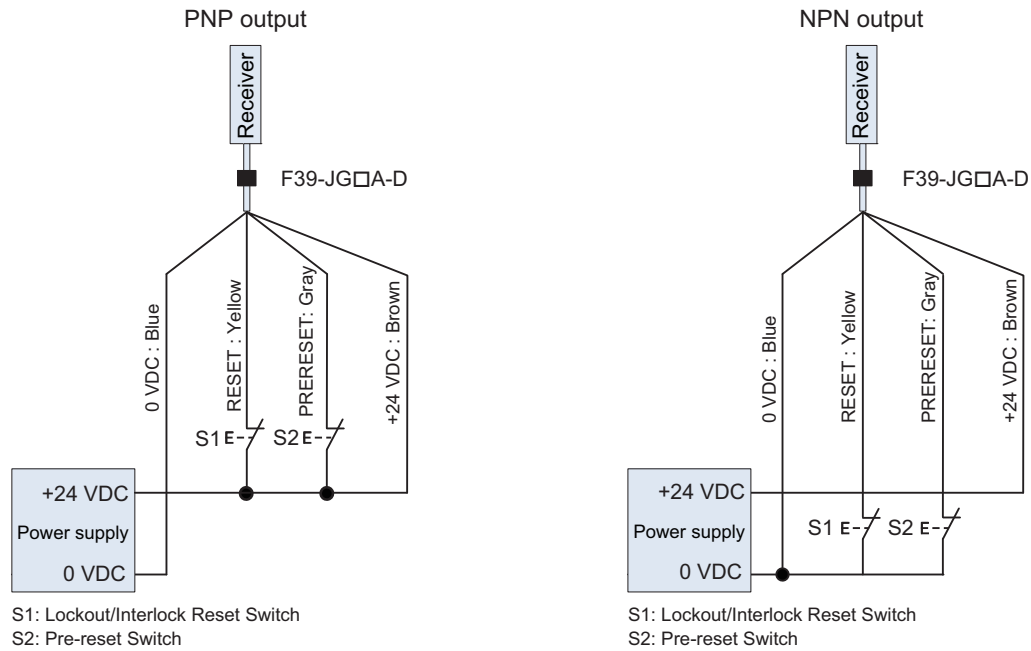 PNP output
Receiver
F39-JG□A-D
0 VDC : Blue
RESET : Yellow
PRERESET: Gray
+24 VDC : Brown
S1 E
S2 E
+24 VDC
Power supply
0 VDC
S1: Lockout/Interlock Reset Switch
S2: Pre-reset Switch
NPN output
Receiver
F39-JG□A-D
0 VDC : Blue
RESET : Yellow
PRERESET: Gray
+24 VDC : Brown
+24 VDC
S1 E
S2 E
Power supply
0 VDC
S1: Lockout/Interlock Reset Switch
S2: Pre-reset Switch